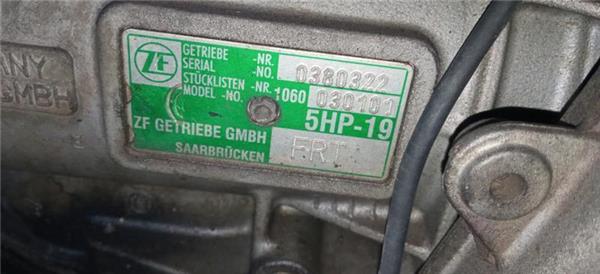 ANY
GMBH
ZF
GETRIEBE -NR.
SERIAL -NO. 0380322
STÜCKLISTEN -NR.
MODEL -NO. 1060 030101
5HP-19
ZF GETRIEBE GMBH
SAARBRÜCKEN FRT